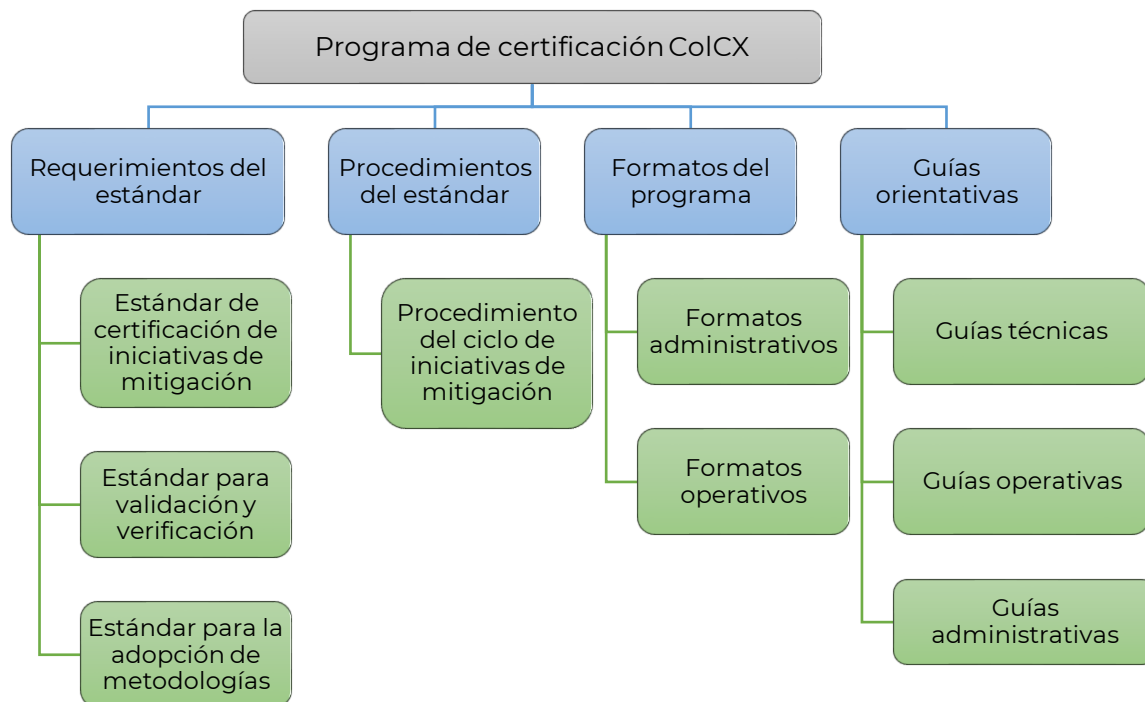 Programa de certificación ColCX
Requerimientos del
estándar
Procedimientos
del estándar
Formatos del
programa
Guías
orientativas
Estándar de
certificación de
iniciativas de
mitigación
Estándar para
validación y
verificación
Estándar para la
adopción de
metodologías
Procedimiento
del ciclo de
iniciativas de
mitigación
Formatos
administrativos
Formatos
operativos
Guías técnicas
Guías operativas
Guías
administrativas